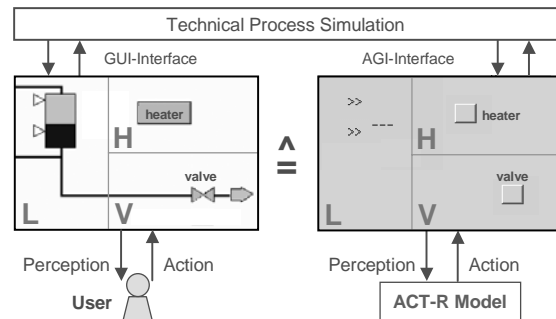 Technical Process Simulation
GUI-Interface
AGI-Interface
heater
H
valve
L
V
>>
>>
---
heater
H
valve
L
V
^
=
Perception
Action
Perception
Action
User
ACT-R Model